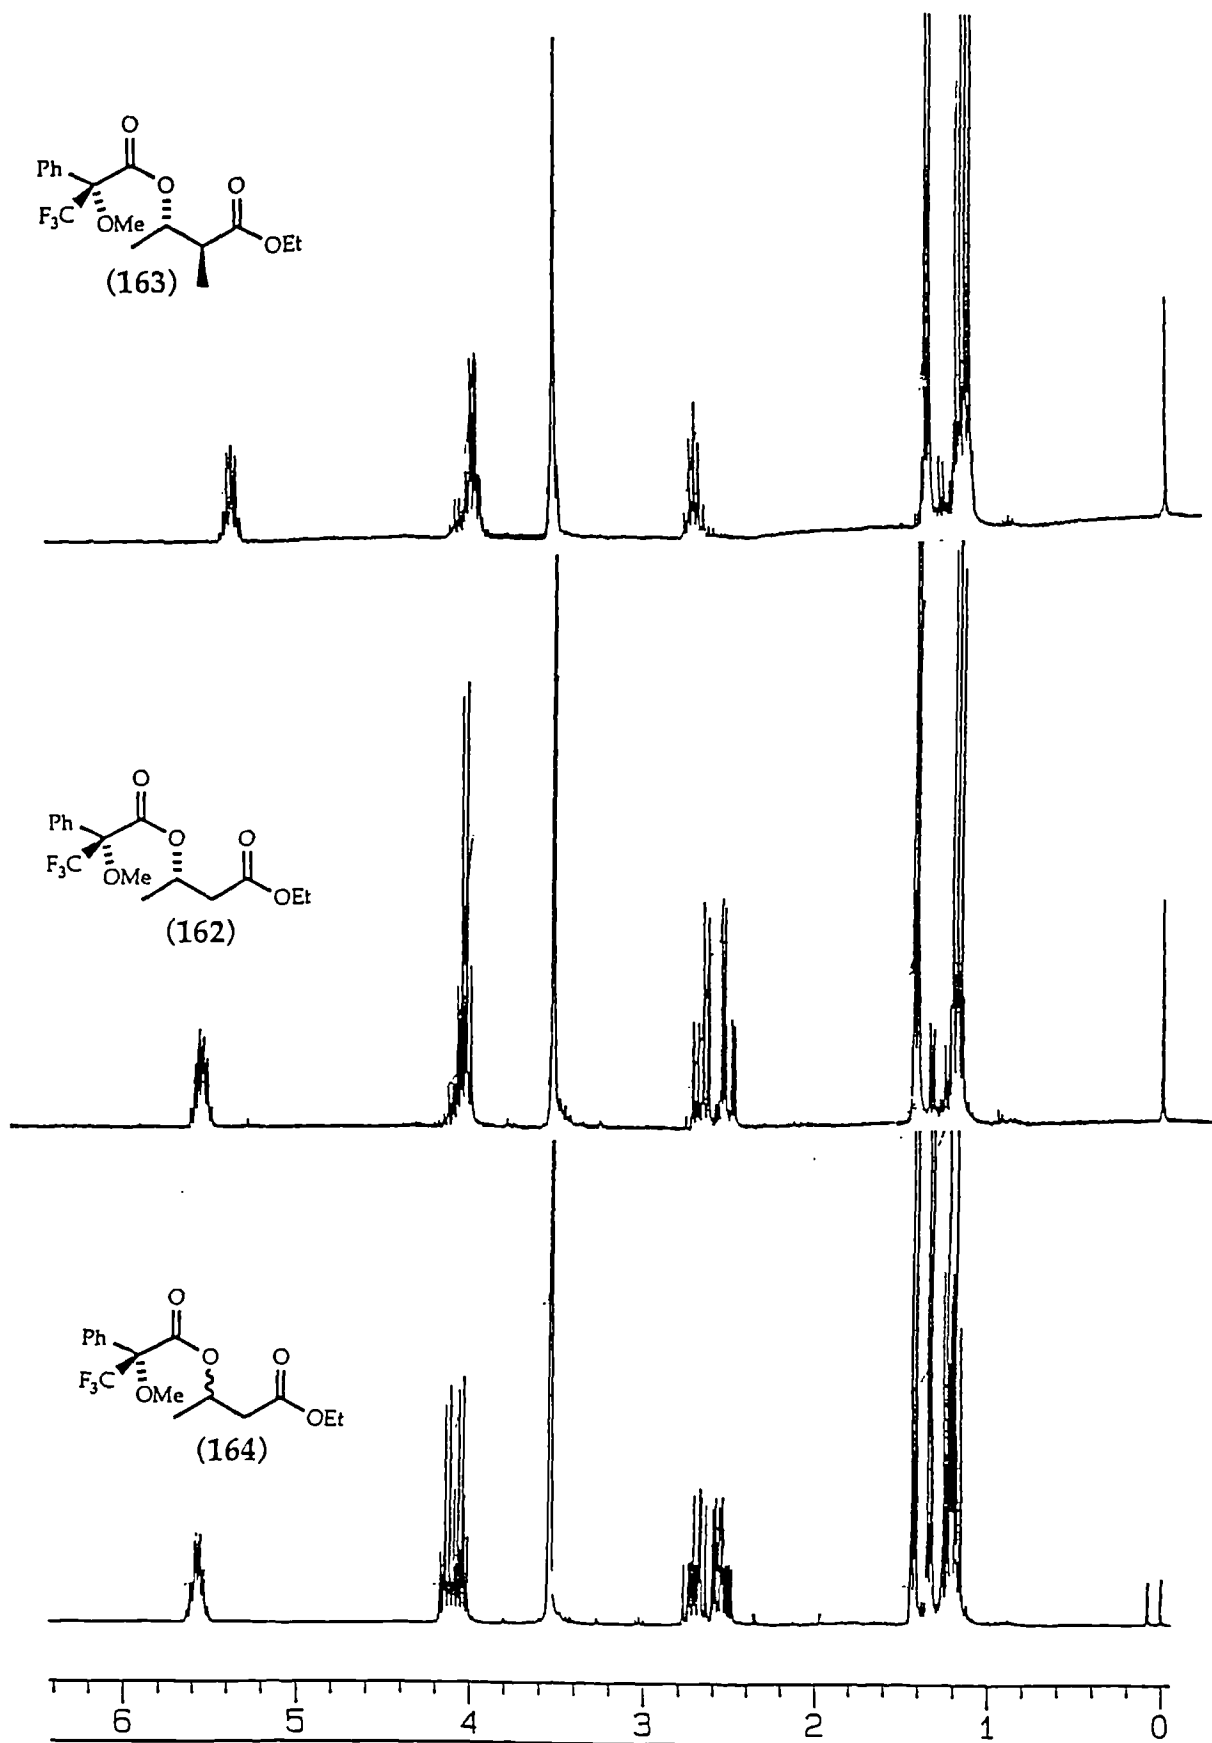 O
Ph
O
O
F₃C
OMe
OEt
(163)
O
Ph
O
O
F₃C
OMe
OEt
(162)
O
Ph
O
O
F₃C
OMe
OEt
(164)
6 5 4 3 2 1 0